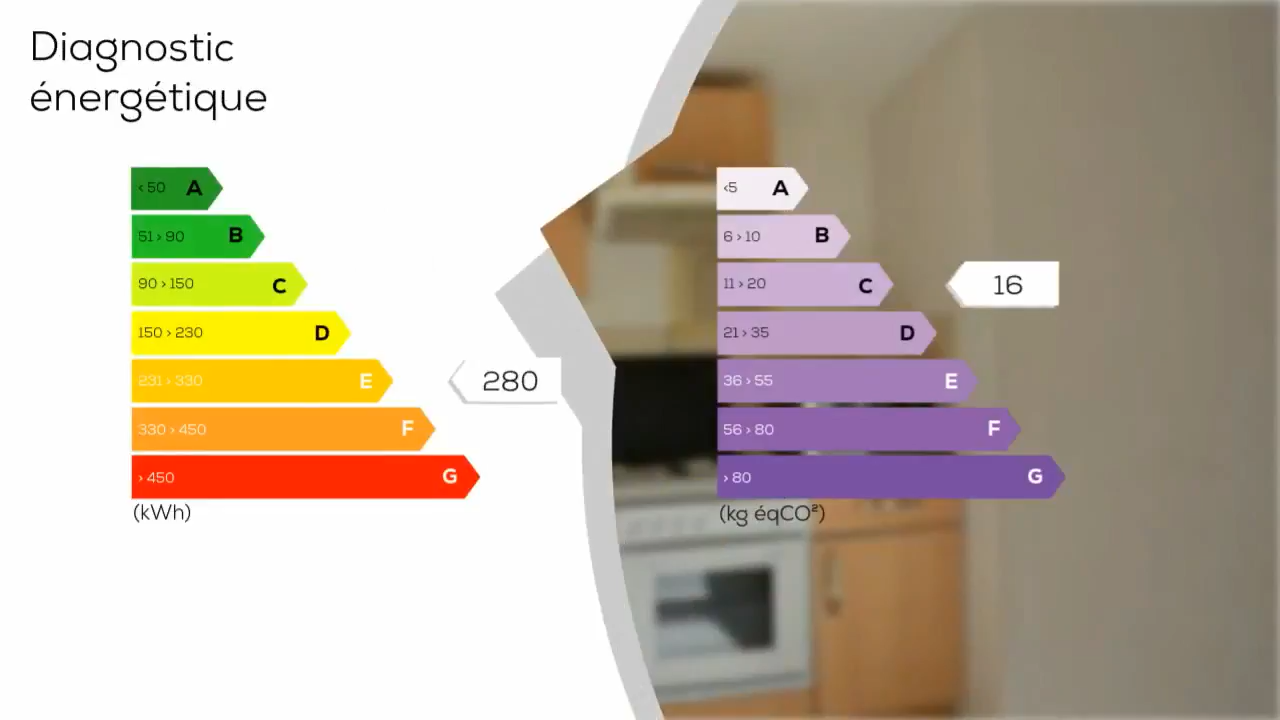 Diagnostic
énergétique
< 50 A
51 > 90 B
90 > 150 C
150 > 230 D
231 > 330 E
280
330 > 450 F
> 450 G
(kWh)
<5 A
6 > 10 B
11 > 20 C
16
21 > 35 D
36 > 55 E
56 > 80 F
> 80 G
(kg éqCO²)